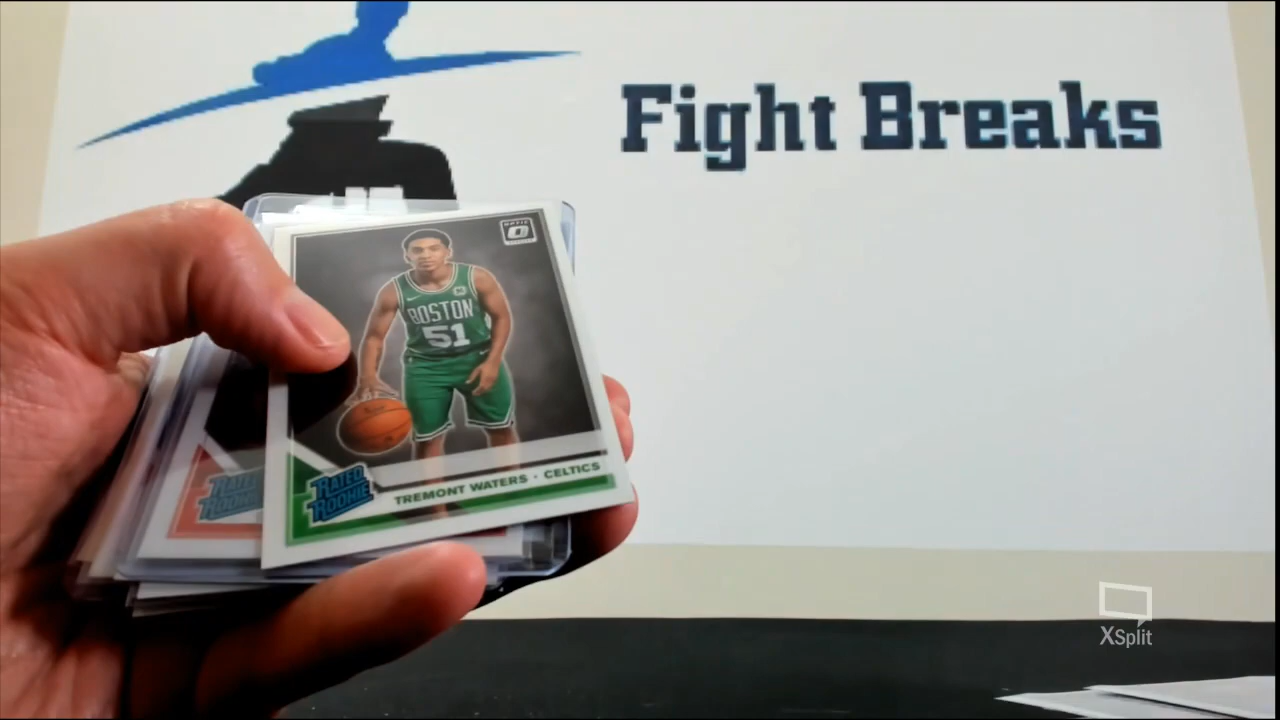 Fight Breaks
OPTIC
BOSTON
51
RATED
ROOKIE
TREMONT WATERS · CELTICS
RATED
ROOKIE
XSplit